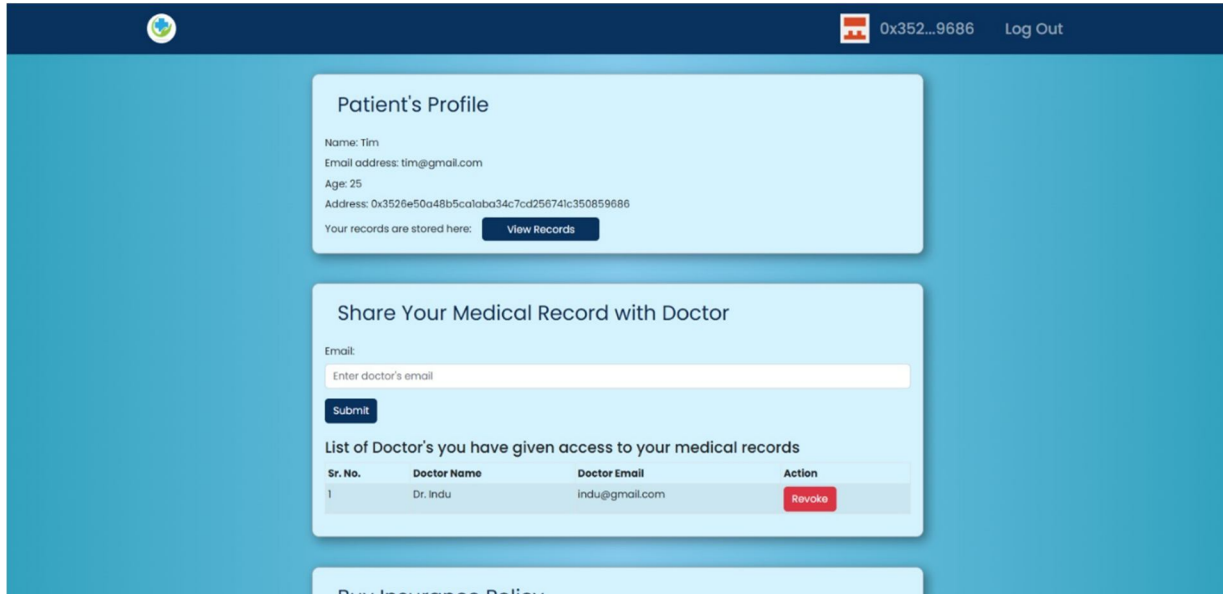 0x352...9686 Log Out
Patient's Profile
Name: Tim
Email address: tim@gmail.com
Age: 25
Address: 0x3526e50a48b5ca1aba34c7cd256741c350859686
Your records are stored here: View Records
Share Your Medical Record with Doctor
Email:
Enter doctor's email
Submit
List of Doctor's you have given access to your medical records
Sr. No. Doctor Name Doctor Email Action
1 Dr. Indu indu@gmail.com Revoke
Buy Insurance Policy